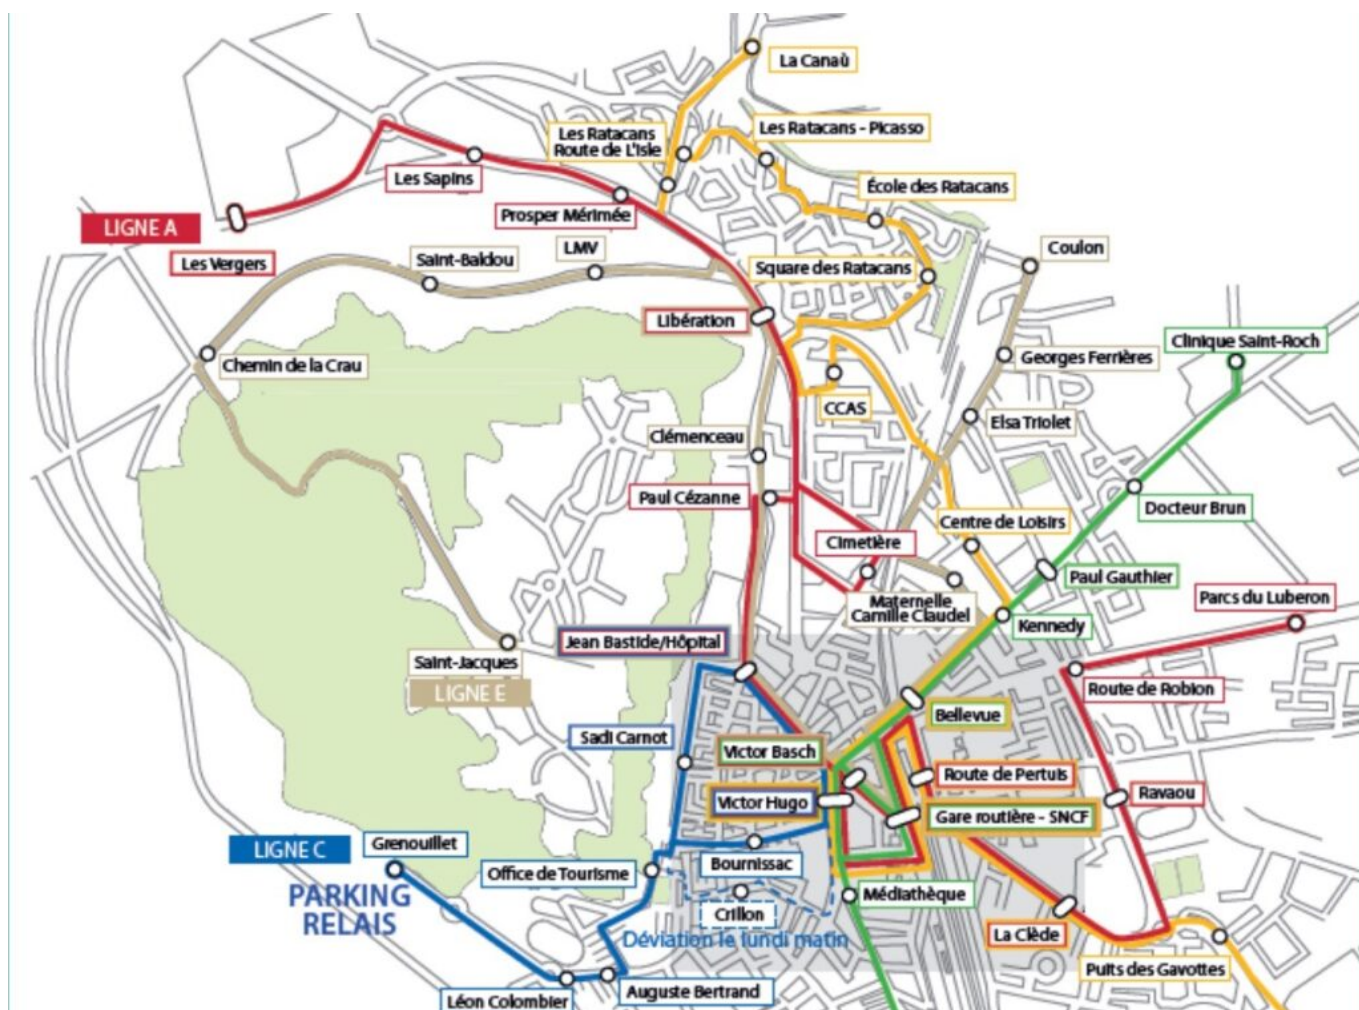 La Canaù
Les Ratacans
Route de L'Isle
Les Ratacans - Picasso
Les Sapins
École des Ratacans
Prosper Mérimée
LIGNE A
Les Vergers
Saint-Baldou
LMV
Square des Ratacans
Coulon
Libération
Clinique Saint-Roch
Chemin de la Crau
Georges Ferrières
CCAS
Elsa Triolet
Clémenceau
Paul Cézanne
Docteur Brun
Centre de Loisirs
Cimetière
Paul Gauthier
Parcs du Luberon
Maternelle
Camille Claudel
Kennedy
Jean Bastide/Hôpital
Saint-Jacques
LIGNE E
Route de Robion
Bellevue
Sadi Carnot
Victor Basch
Route de Pertuis
Ravaou
Victor Hugo
Gare routière - SNCF
Grenouillet
LIGNE C
PARKING
RELAIS
Office de Tourisme
Bournissac
Médiathèque
Crillon
Déviation le lundi matin
La Clède
Puits des Gavottes
Léon Colombier
Auguste Bertrand